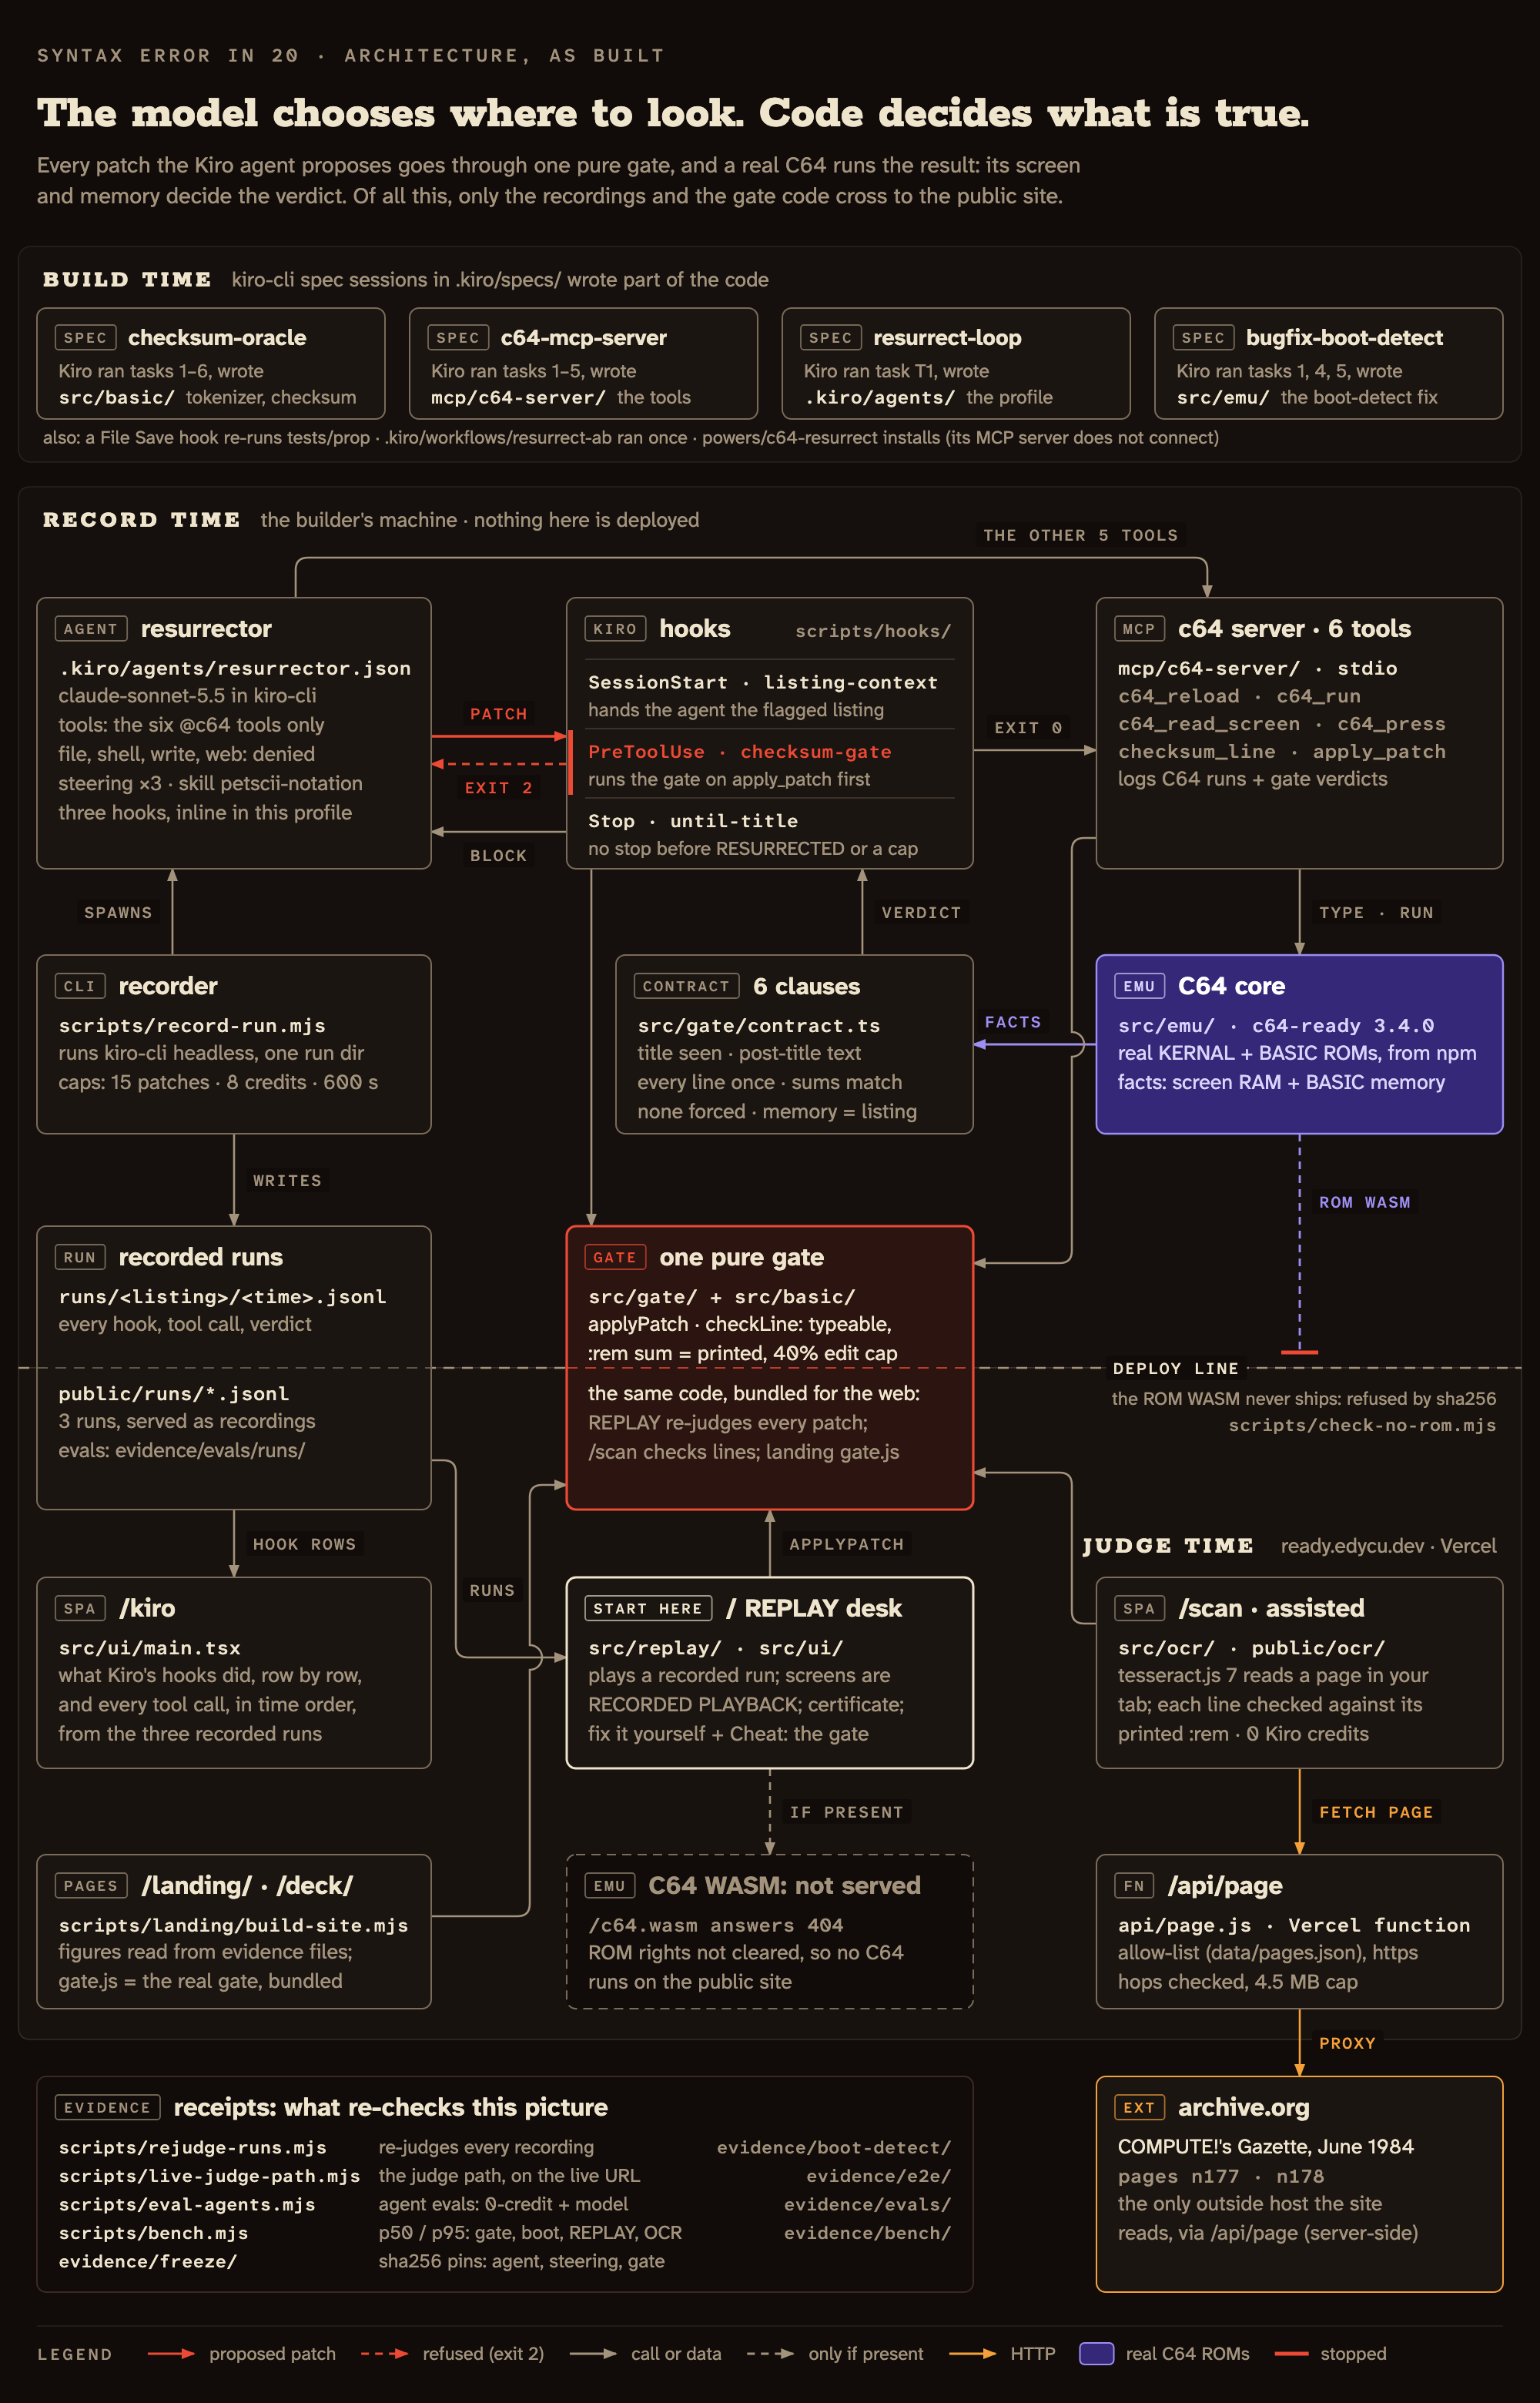 SYNTAX ERROR IN 20 · ARCHITECTURE, AS BUILT
The model chooses where to look. Code decides what is true.
Every patch the Kiro agent proposes goes through one pure gate, and a real C64 runs the result: its screen
and memory decide the verdict. Of all this, only the recordings and the gate code cross to the public site.
BUILD TIME kiro-cli spec sessions in .kiro/specs/ wrote part of the code
SPEC checksum-oracle
Kiro ran tasks 1–6, wrote
src/basic/ tokenizer, checksum
SPEC c64-mcp-server
Kiro ran tasks 1–5, wrote
mcp/c64-server/ the tools
SPEC resurrect-loop
Kiro ran task T1, wrote
.kiro/agents/ the profile
SPEC bugfix-boot-detect
Kiro ran tasks 1, 4, 5, wrote
src/emu/ the boot-detect fix
also: a File Save hook re-runs tests/prop · .kiro/workflows/resurrect-ab ran once · powers/c64-resurrect installs (its MCP server does not connect)
RECORD TIME the builder's machine · nothing here is deployed
THE OTHER 5 TOOLS
AGENT resurrector
.kiro/agents/resurrector.json
claude-sonnet-5.5 in kiro-cli
tools: the six @c64 tools only
file, shell, write, web: denied
steering ×3 · skill petscii-notation
three hooks, inline in this profile
PATCH
EXIT 2
BLOCK
KIRO hooks scripts/hooks/
SessionStart · listing-context
hands the agent the flagged listing
PreToolUse · checksum-gate
runs the gate on apply_patch first
Stop · until-title
no stop before RESURRECTED or a cap
EXIT 0
MCP c64 server · 6 tools
mcp/c64-server/ · stdio
c64_reload · c64_run
c64_read_screen · c64_press
checksum_line · apply_patch
logs C64 runs + gate verdicts
SPAWNS
VERDICT
TYPE · RUN
CLI recorder
scripts/record-run.mjs
runs kiro-cli headless, one run dir
caps: 15 patches · 8 credits · 600 s
CONTRACT 6 clauses
src/gate/contract.ts
title seen · post-title text
every line once · sums match
none forced · memory = listing
FACTS
EMU C64 core
src/emu/ · c64-ready 3.4.0
real KERNAL + BASIC ROMs, from npm
facts: screen RAM + BASIC memory
WRITES
ROM WASM
RUN recorded runs
runs/<listing>/<time>.jsonl
every hook, tool call, verdict
public/runs/*.jsonl
3 runs, served as recordings
evals: evidence/evals/runs/
GATE one pure gate
src/gate/ + src/basic/
applyPatch · checkLine: typeable,
:rem sum = printed, 40% edit cap
the same code, bundled for the web:
REPLAY re-judges every patch;
/scan checks lines; landing gate.js
DEPLOY LINE
the ROM WASM never ships: refused by sha256
scripts/check-no-rom.mjs
HOOK ROWS
RUNS
APPLYPATCH
JUDGE TIME ready.edycu.dev · Vercel
SPA /kiro
src/ui/main.tsx
what Kiro's hooks did, row by row,
and every tool call, in time order,
from the three recorded runs
START HERE / REPLAY desk
src/replay/ · src/ui/
plays a recorded run; screens are
RECORDED PLAYBACK; certificate;
fix it yourself + Cheat: the gate
SPA /scan · assisted
src/ocr/ · public/ocr/
tesseract.js 7 reads a page in your
tab; each line checked against its
printed :rem · 0 Kiro credits
IF PRESENT
FETCH PAGE
PAGES /landing/ · /deck/
scripts/landing/build-site.mjs
figures read from evidence files;
gate.js = the real gate, bundled
EMU C64 WASM: not served
/c64.wasm answers 404
ROM rights not cleared, so no C64
runs on the public site
FN /api/page
api/page.js · Vercel function
allow-list (data/pages.json), https
hops checked, 4.5 MB cap
PROXY
EVIDENCE receipts: what re-checks this picture
scripts/rejudge-runs.mjs re-judges every recording evidence/boot-detect/
scripts/live-judge-path.mjs the judge path, on the live URL evidence/e2e/
scripts/eval-agents.mjs agent evals: 0-credit + model evidence/evals/
scripts/bench.mjs p50 / p95: gate, boot, REPLAY, OCR evidence/bench/
evidence/freeze/ sha256 pins: agent, steering, gate
EXT archive.org
COMPUTE!'s Gazette, June 1984
pages n177 · n178
the only outside host the site
reads, via /api/page (server-side)
LEGEND proposed patch refused (exit 2) call or data only if present HTTP real C64 ROMs stopped